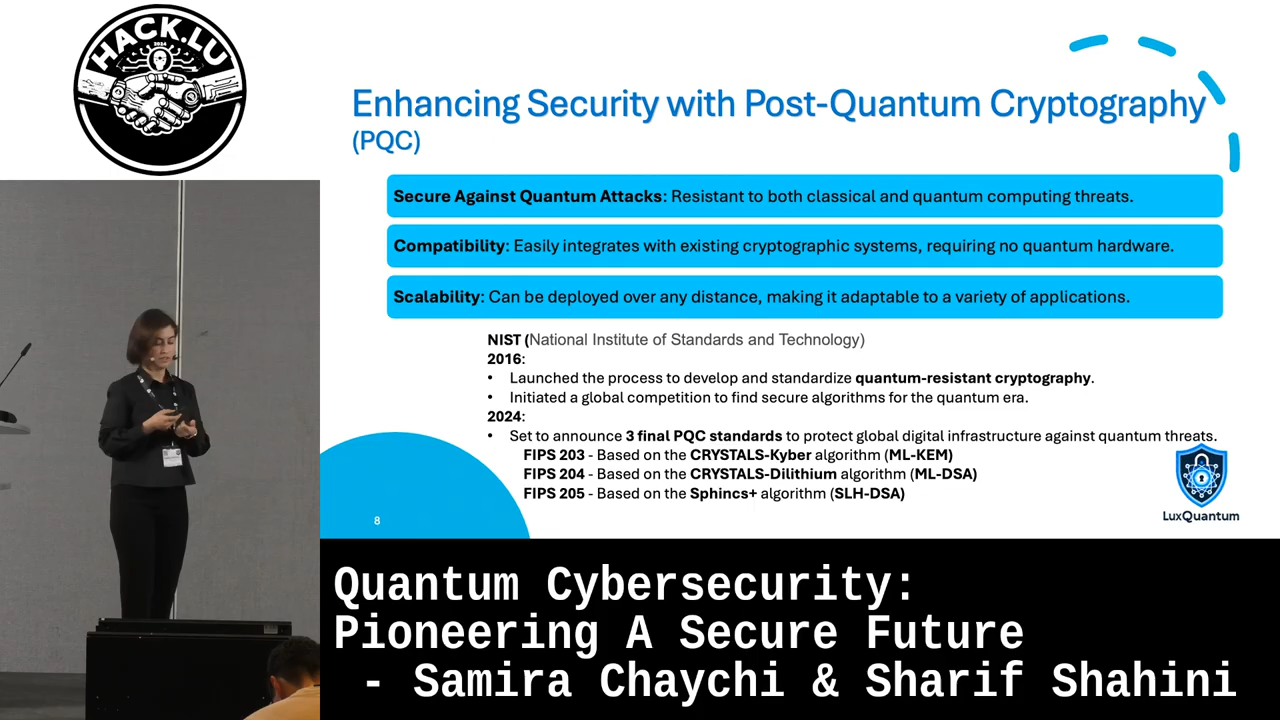 HACK.LU
2024
Enhancing Security with Post-Quantum Cryptography
(PQC)
Secure Against Quantum Attacks: Resistant to both classical and quantum computing threats.
Compatibility: Easily integrates with existing cryptographic systems, requiring no quantum hardware.
Scalability: Can be deployed over any distance, making it adaptable to a variety of applications.
NIST (National Institute of Standards and Technology)
2016:
• Launched the process to develop and standardize quantum-resistant cryptography.
• Initiated a global competition to find secure algorithms for the quantum era.
2024:
• Set to announce 3 final PQC standards to protect global digital infrastructure against quantum threats.
FIPS 203 - Based on the CRYSTALS-Kyber algorithm (ML-KEM)
FIPS 204 - Based on the CRYSTALS-Dilithium algorithm (ML-DSA)
FIPS 205 - Based on the Sphincs+ algorithm (SLH-DSA)
8
LuxQuantum
Quantum Cybersecurity:
Pioneering A Secure Future
- Samira Chaychi & Sharif Shahini